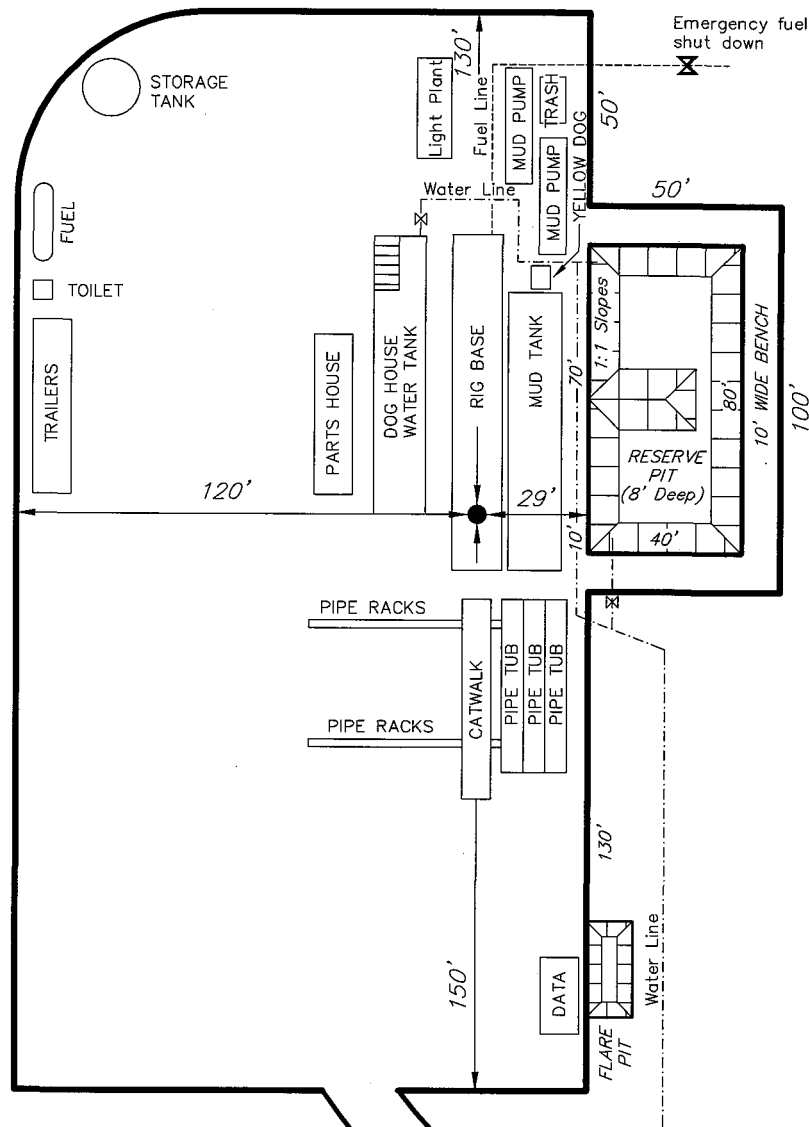 Emergency fuel
shut down
130'
STORAGE
TANK
Light Plant
Fuel Line
MUD PUMP
TRASH
50'
MUD PUMP
YELLOW DOG
Water Line
50'
FUEL
TOILET
TRAILERS
PARTS HOUSE
DOG HOUSE
WATER TANK
RIG BASE
MUD TANK
70'
1:1 Slopes
80'
10' WIDE BENCH
100'
RESERVE
PIT
(8' Deep)
120'
29'
10'
40'
PIPE RACKS
CATWALK
PIPE TUB
PIPE TUB
PIPE TUB
PIPE RACKS
130'
150'
DATA
FLARE
PIT
Water Line